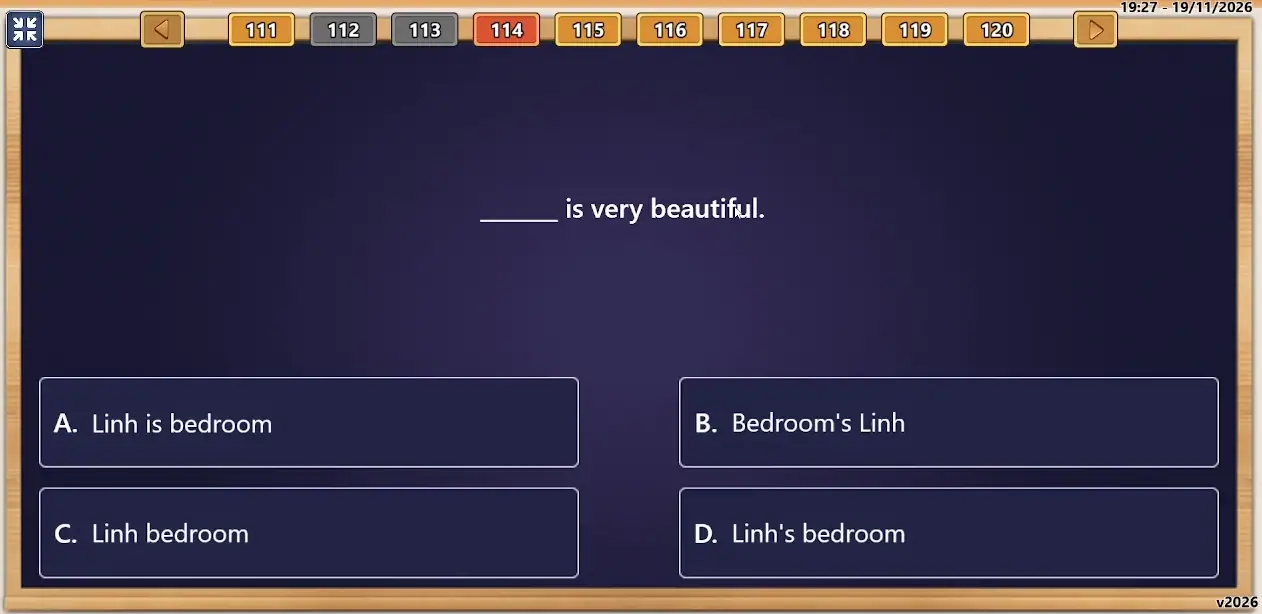 19:27 - 19/11/2026
111 112 113 114 115 116 117 118 119 120
______ is very beautiful.
A. Linh is bedroom
B. Bedroom's Linh
C. Linh bedroom
D. Linh's bedroom
v2026